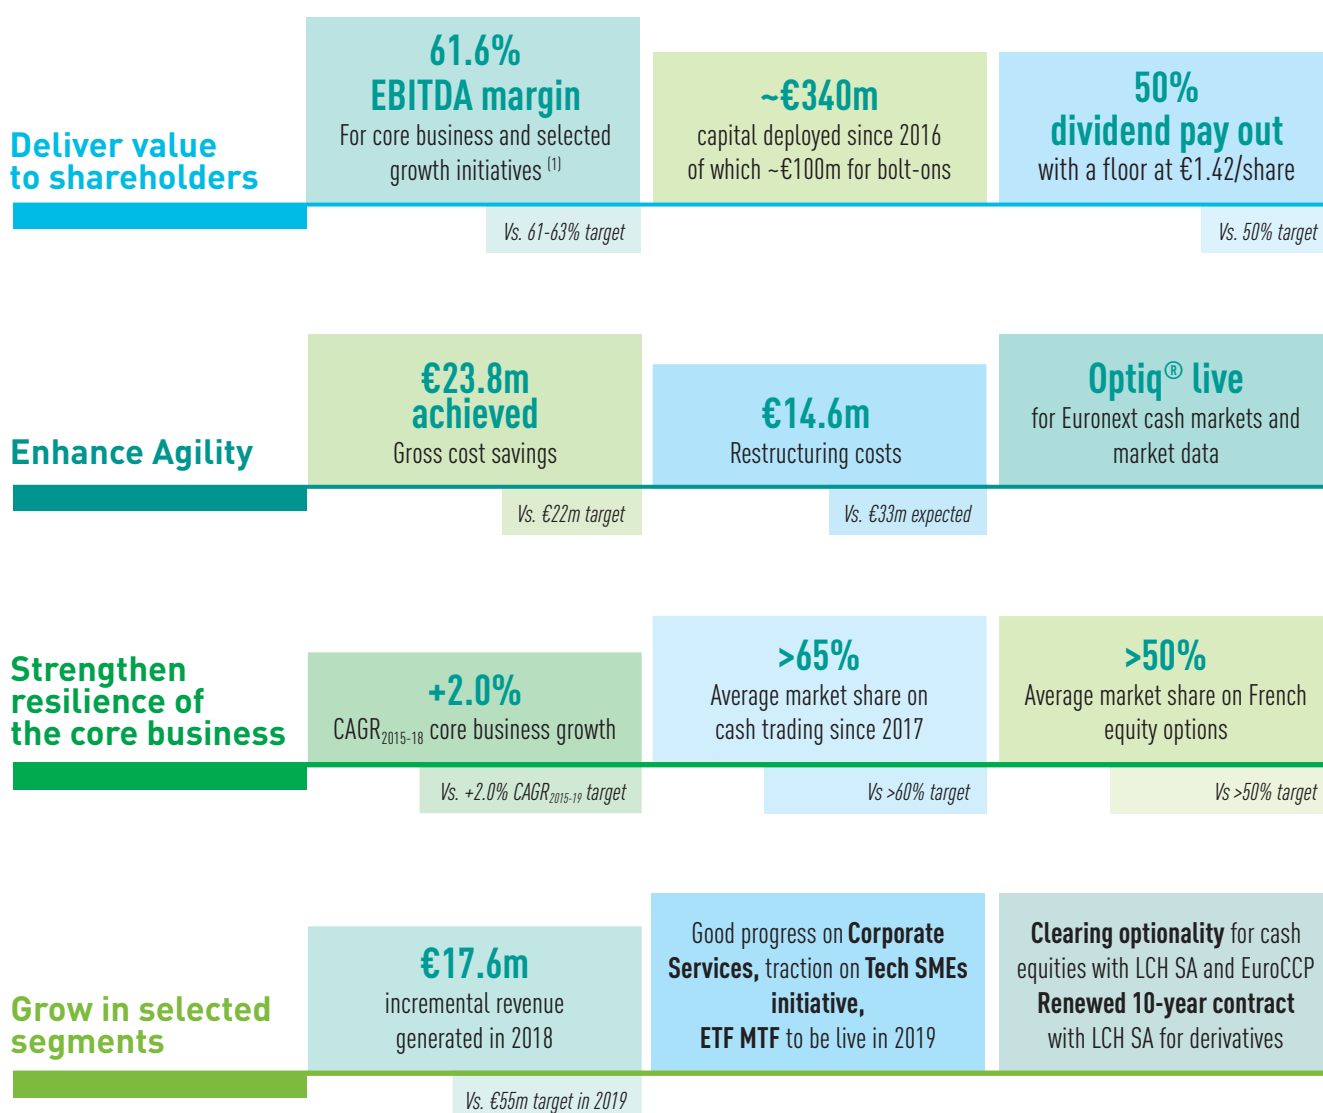 Deliver value
to shareholders
61.6%
EBITDA margin
For core business and selected
growth initiatives (1)
Vs. 61-63% target
~€340m
capital deployed since 2016
of which ~€100m for bolt-ons
50%
dividend pay out
with a floor at €1.42/share
Vs. 50% target
Enhance Agility
€23.8m
achieved
Gross cost savings
Vs. €22m target
€14.6m
Restructuring costs
Vs. €33m expected
Optiq® live
for Euronext cash markets and
market data
Strengthen
resilience of
the core business
+2.0%
CAGR2015-18 core business growth
Vs. +2.0% CAGR2015-19 target
>65%
Average market share on
cash trading since 2017
Vs >60% target
>50%
Average market share on French
equity options
Vs >50% target
Grow in selected
segments
€17.6m
incremental revenue
generated in 2018
Vs. €55m target in 2019
Good progress on Corporate
Services, traction on Tech SMEs
initiative,
ETF MTF to be live in 2019
Clearing optionality for cash
equities with LCH SA and EuroCCP
Renewed 10-year contract
with LCH SA for derivatives